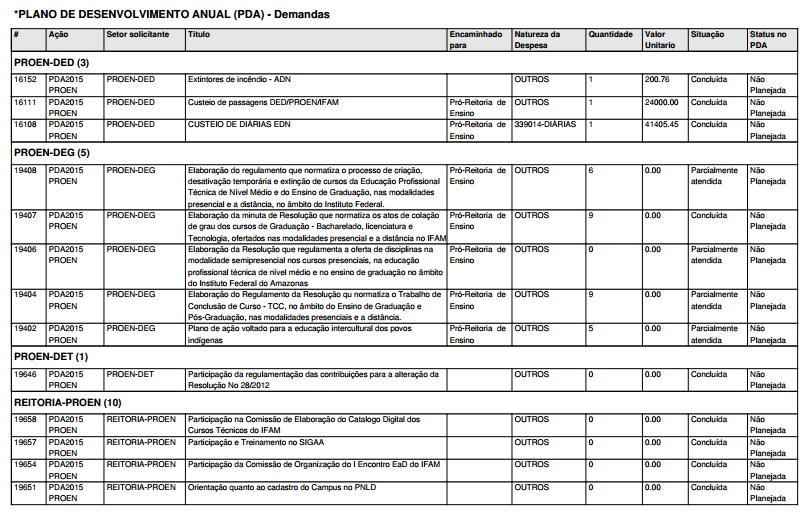 *PLANO DE DESENVOLVIMENTO ANUAL (PDA) - Demandas
# Ação Setor solicitante Título Encaminhado para Natureza da Despesa Quantidade Valor Unitario Situação Status no PDA
PROEN-DED (3)
16152 PDA2015 PROEN PROEN-DED Extintores de incêndio - ADN OUTROS 1 200.76 Concluída Não Planejada
16111 PDA2015 PROEN PROEN-DED Custeio de passagens DED/PROEN/IFAM Pró-Reitoria de Ensino OUTROS 1 24000.00 Concluída Não Planejada
16108 PDA2015 PROEN PROEN-DED CUSTEIO DE DIÁRIAS EDN Pró-Reitoria de Ensino 339014-DIÁRIAS 1 41405.45 Concluída Não Planejada
PROEN-DEG (5)
19408 PDA2015 PROEN PROEN-DEG Elaboração do regulamento que normatiza o processo de criação, desativação temporária e extinção de cursos da Educação Profissional Técnica de Nível Médio e do Ensino de Graduação, nas modalidades presencial e a distância, no âmbito do Instituto Federal. Pró-Reitoria de Ensino OUTROS 6 0.00 Parcialmente atendida Não Planejada
19407 PDA2015 PROEN PROEN-DEG Elaboração da minuta de Resolução que normatiza os atos de colação de grau dos cursos de Graduação - Bacharelado, licenciatura e Tecnologia, ofertados nas modalidades presencial e a distância no IFAM Pró-Reitoria de Ensino OUTROS 9 0.00 Concluída Não Planejada
19406 PDA2015 PROEN PROEN-DEG Elaboração da Resolução que regulamenta a oferta de disciplinas na modalidade semipresencial nos cursos presenciais, na educação profissional técnica de nível médio e no ensino de graduação no âmbito do Instituto Federal do Amazonas OUTROS 0 0.00 Parcialmente atendida Não Planejada
19404 PDA2015 PROEN PROEN-DEG Elaboração do Regulamento da Resolução qu normatiza o Trabalho de Conclusão de Curso - TCC, no âmbito do Ensino de Graduação e Pós-Graduação, nas modalidades presenciais e a distância. Pró-Reitoria de Ensino OUTROS 9 0.00 Parcialmente atendida Não Planejada
19402 PDA2015 PROEN PROEN-DEG Plano de ação voltado para a educação intercultural dos povos indígenas Pró-Reitoria de Ensino OUTROS 5 0.00 Parcialmente atendida Não Planejada
PROEN-DET (1)
19646 PDA2015 PROEN PROEN-DET Participação da regulamentação das contribuições para a alteração da Resolução No 28/2012 OUTROS 0 0.00 Concluída Não Planejada
REITORIA-PROEN (10)
19658 PDA2015 PROEN REITORIA-PROEN Participação na Comissão de Elaboração do Catalogo Digital dos Cursos Técnicos do IFAM OUTROS 0 0.00 Concluída Não Planejada
19657 PDA2015 PROEN REITORIA-PROEN Participação e Treinamento no SIGAA OUTROS 0 0.00 Concluída Não Planejada
19654 PDA2015 PROEN REITORIA-PROEN Participação da Comissão de Organização do I Encontro EaD do IFAM OUTROS 0 0.00 Concluída Não Planejada
19651 PDA2015 PROEN REITORIA-PROEN Orientação quanto ao cadastro do Campus no PNLD OUTROS 0 0.00 Concluída Não Planejada